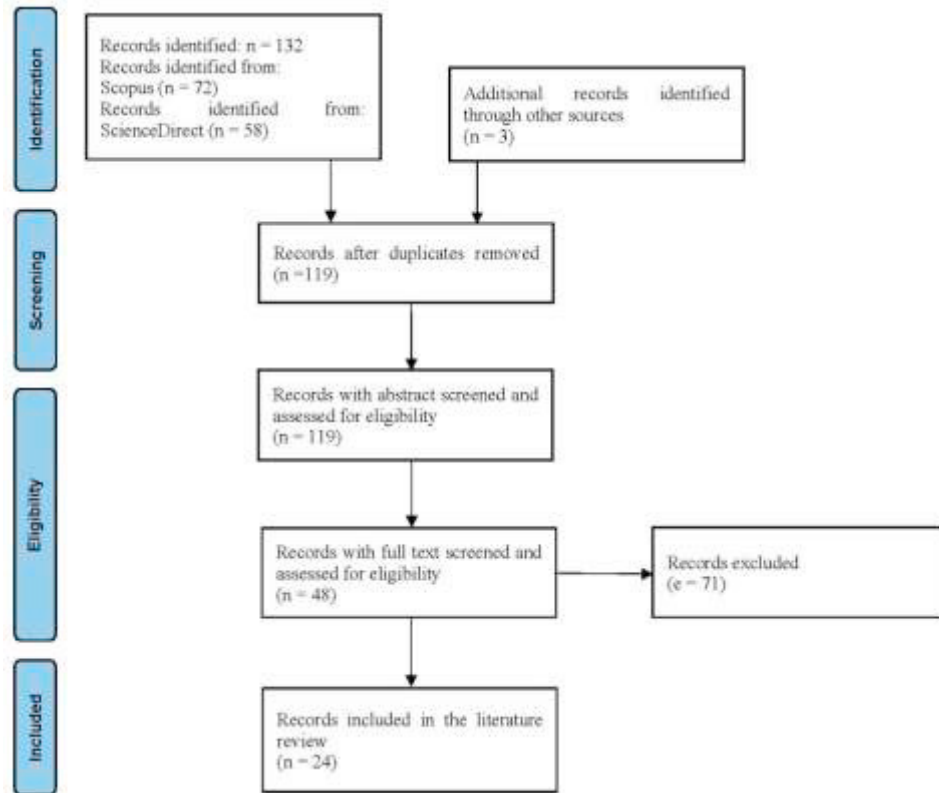 Identification
Records identified: n = 132
Records identified from:
Scopus (n = 72)
Records identified from:
ScienceDirect (n = 58)
Additional records identified
through other sources
(n = 3)
Screening
Records after duplicates removed
(n =119)
Eligibility
Records with abstract screened and
assessed for eligibility
(n = 119)
Records with full text screened and
assessed for eligibility
(n = 48)
Records excluded
(e = 71)
Included
Records included in the literature
review
(n = 24)